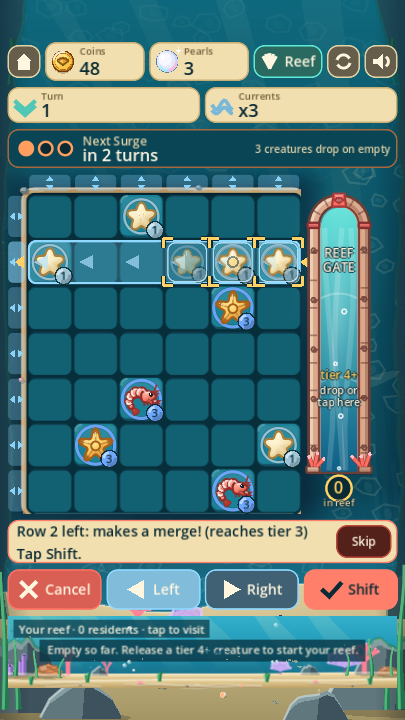 Coins
48
Pearls
3
Reef
Turn
1
Currents
x3
Next Surge
in 2 turns
3 creatures drop on empty
1
1
1
1
1
3
3
3
1
3
REEF
GATE
tier 4+
drop or
tap here
0
in reef
Row 2 left: makes a merge! (reaches tier 3)
Tap Shift.
Skip
Cancel
Left
Right
Shift
Your reef · 0 residents · tap to visit
Empty so far. Release a tier 4+ creature to start your reef.